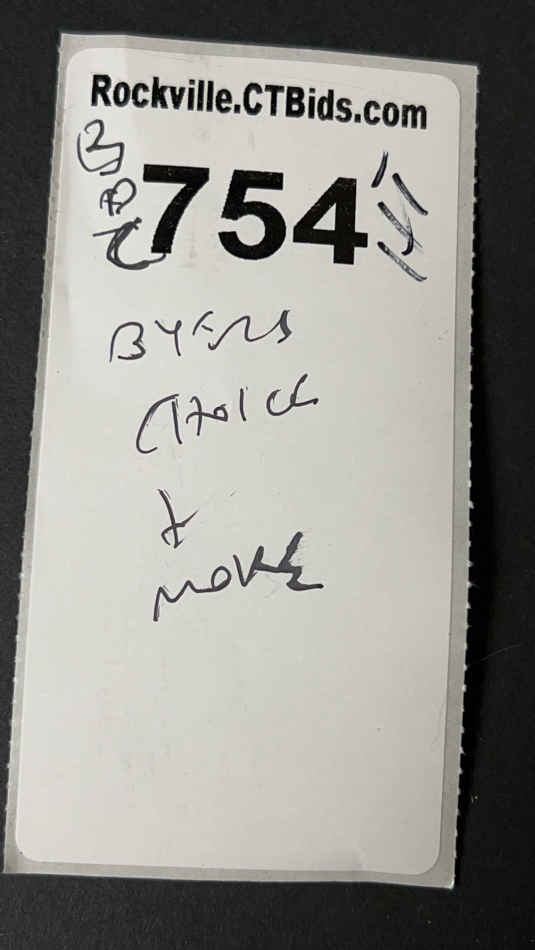 Rockville.CTBids.com
754
BYERS
CHOICE
+
MORE